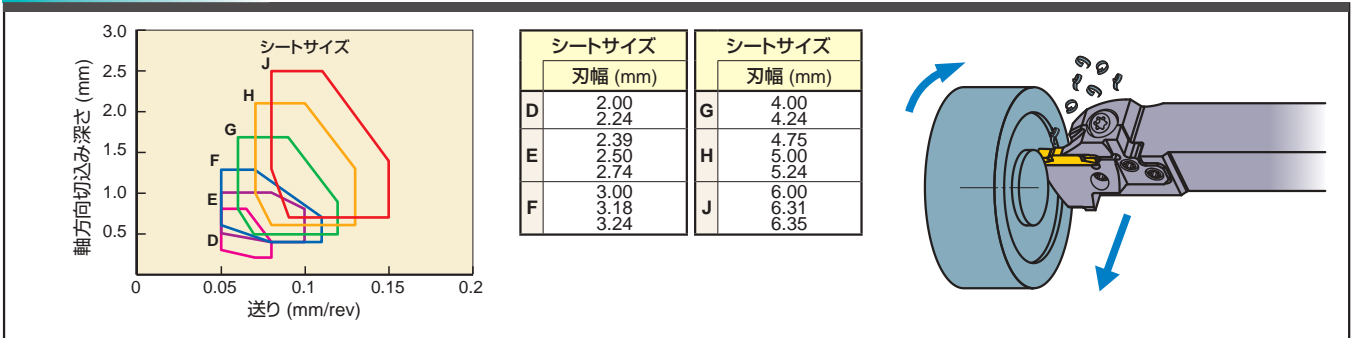 3.0
2.5
2.0
1.5
1.0
0.5
0
0.05
0.1
0.15
0.2
軸方向切込み深さ (mm)
送り (mm/rev)
シートサイズ
J
H
G
F
E
D
シートサイズ
刃幅 (mm)
D
2.00
2.24
E
2.39
2.50
2.74
F
3.00
3.18
3.24
シートサイズ
刃幅 (mm)
G
4.00
4.24
H
4.75
5.00
5.24
J
6.00
6.31
6.35